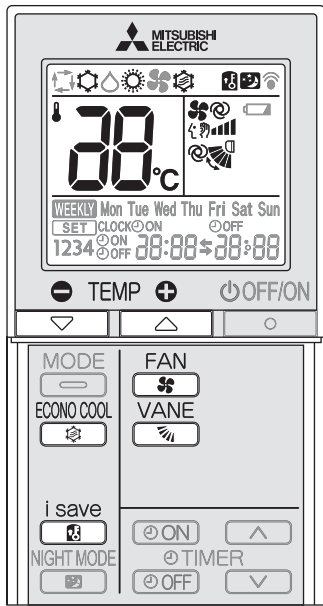 MITSUBISHI
ELECTRIC
88°C
WEEKLY Mon Tue Wed Thu Fri Sat Sun
SET CLOCK ON OFF
1234 ON OFF 88:88 88:88
TEMP OFF/ON
MODE FAN
ECONO COOL VANE
i save
ON
NIGHT MODE TIMER
OFF